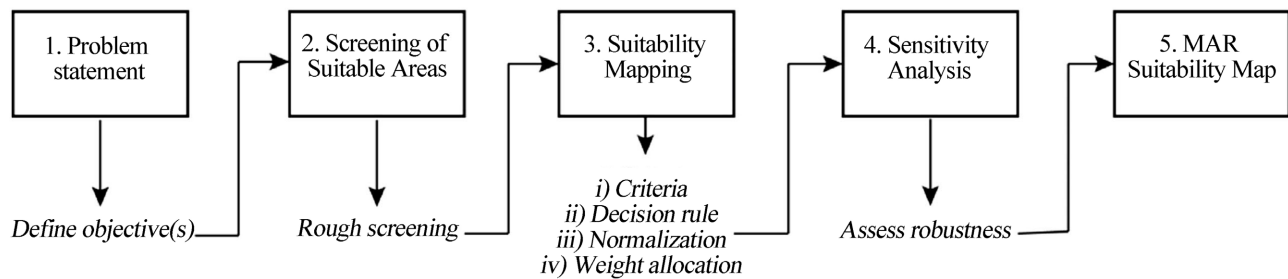 1. Problem
statement
2. Screening of
Suitable Areas
3. Suitability
Mapping
4. Sensitivity
Analysis
5. MAR
Suitability Map
Define objective(s)
Rough screening
i) Criteria
ii) Decision rule
iii) Normalization
iv) Weight allocation
Assess robustness